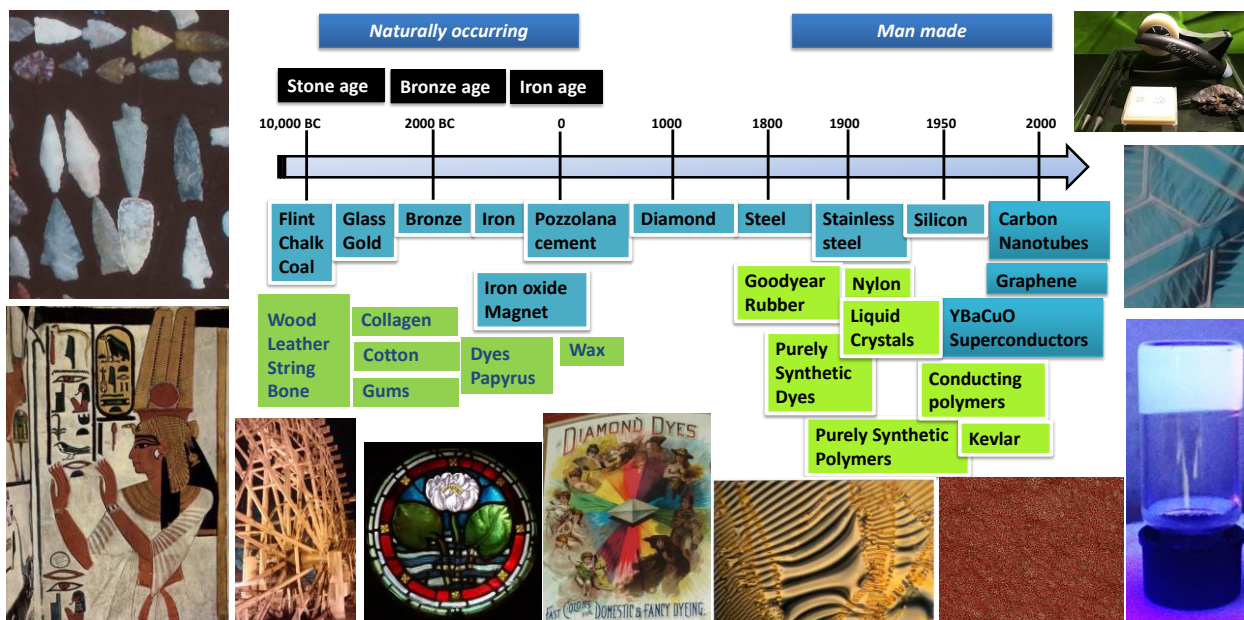 Naturally occurring
Man made
Stone age
Bronze age
Iron age
10,000 BC
2000 BC
0
1000
1800
1900
1950
2000
Flint
Chalk
Coal
Glass
Gold
Bronze
Iron
Pozzolana
cement
Diamond
Steel
Stainless
steel
Silicon
Carbon
Nanotubes
Iron oxide
Magnet
Goodyear
Rubber
Nylon
Graphene
Liquid
Crystals
YBaCuO
Superconductors
Wood
Leather
String
Bone
Collagen
Cotton
Gums
Dyes
Papyrus
Wax
Purely
Synthetic
Dyes
Conducting
polymers
Purely Synthetic
Polymers
Kevlar
DIAMOND DYES
FAST COLORS FOR DOMESTIC & FANCY DYEING.